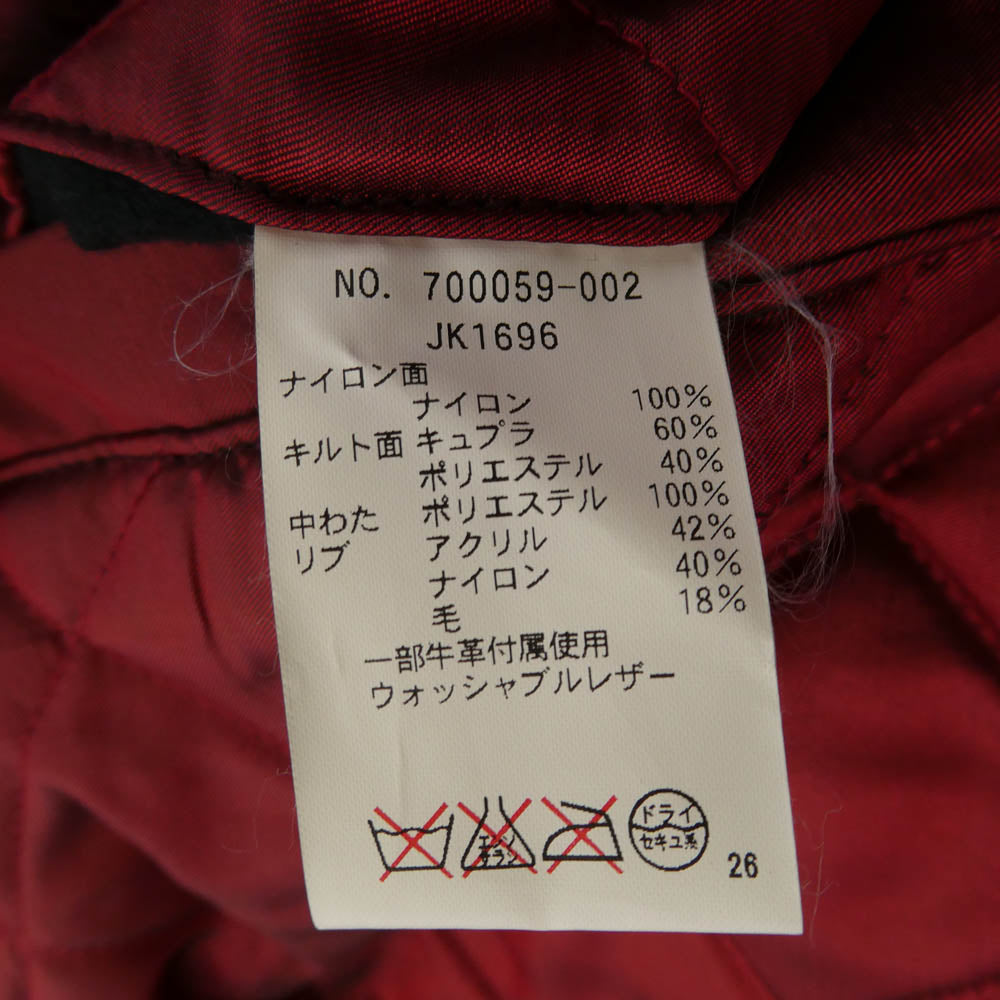 NO. 700059-002
JK1696
ナイロン面
ナイロン 100%
キルト面 キュプラ 60%
ポリエステル 40%
中わた ポリエステル 100%
リブ アクリル 42%
ナイロン 40%
毛 18%
一部牛革付属使用
ウォッシャブルレザー
エンソサラシ
ドライ
セキユ系
26